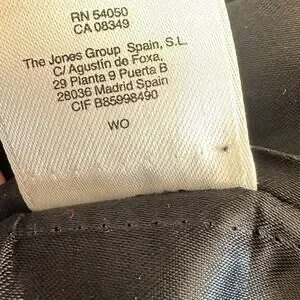 RN 54050
CA 08349
The Jones Group Spain, S.L.
C/ Agustín de Foxa,
29 Planta 9 Puerta B
28036 Madrid Spain
CIF B85998490
WO